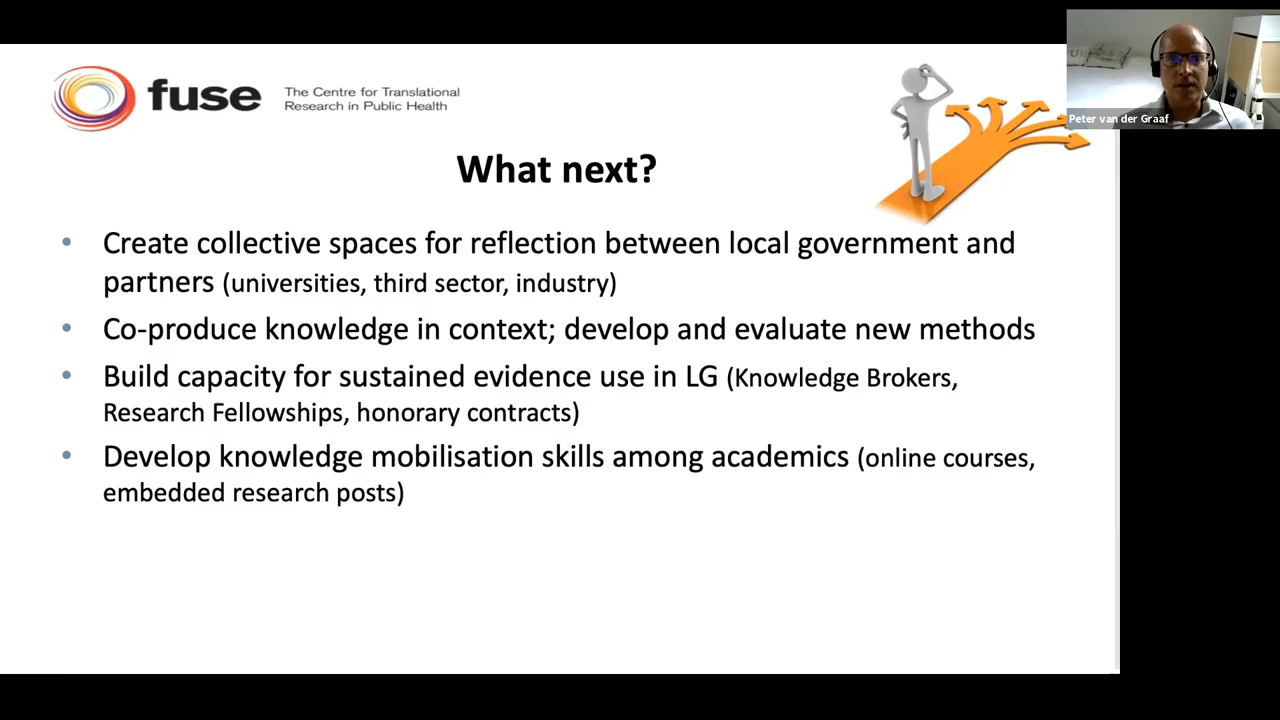 fuse
The Centre for Translational
Research in Public Health
Peter van der Graaf
What next?
• Create collective spaces for reflection between local government and
partners (universities, third sector, industry)
• Co-produce knowledge in context; develop and evaluate new methods
• Build capacity for sustained evidence use in LG (Knowledge Brokers,
Research Fellowships, honorary contracts)
• Develop knowledge mobilisation skills among academics (online courses,
embedded research posts)